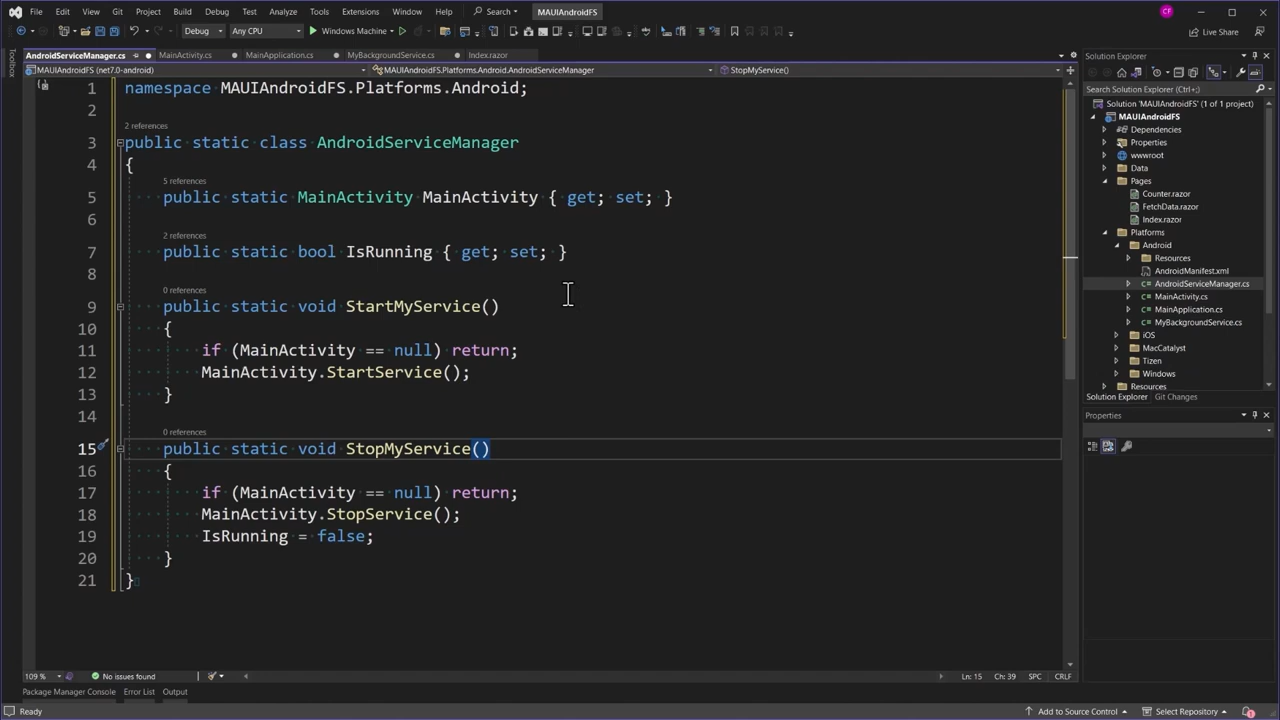 File Edit View Git Project Build Debug Test Analyze Tools Extensions Window Help Search MAUIAndroidFS CF
Debug Any CPU Windows Machine Live Share
AndroidServiceManager.cs MainActivity.cs MainApplication.cs MyBackgroundService.cs Index.razor
MAUIAndroidFS (net7.0-android) MAUIAndroidFS.Platforms.Android.AndroidServiceManager StopMyService()
Toolbox
1 namespace MAUIAndroidFS.Platforms.Android;
2
2 references
3 public static class AndroidServiceManager
4 {
5 references
5 public static MainActivity MainActivity { get; set; }
6
2 references
7 public static bool IsRunning { get; set; }
8
0 references
9 public static void StartMyService()
10 {
11 if (MainActivity == null) return;
12 MainActivity.StartService();
13 }
14
0 references
15 public static void StopMyService()
16 {
17 if (MainActivity == null) return;
18 MainActivity.StopService();
19 IsRunning = false;
20 }
21 }
Solution Explorer
Search Solution Explorer (Ctrl+;)
Solution 'MAUIAndroidFS' (1 of 1 project)
MAUIAndroidFS
Dependencies
Properties
wwwroot
Data
Pages
Counter.razor
FetchData.razor
Index.razor
Platforms
Android
Resources
AndroidManifest.xml
AndroidServiceManager.cs
MainActivity.cs
MainApplication.cs
MyBackgroundService.cs
iOS
MacCatalyst
Tizen
Windows
Resources
Solution Explorer Git Changes
Properties
109 % No issues found Ln: 15 Ch: 39 SPC CRLF
Package Manager Console Error List Output
Ready Add to Source Control Select Repository 1